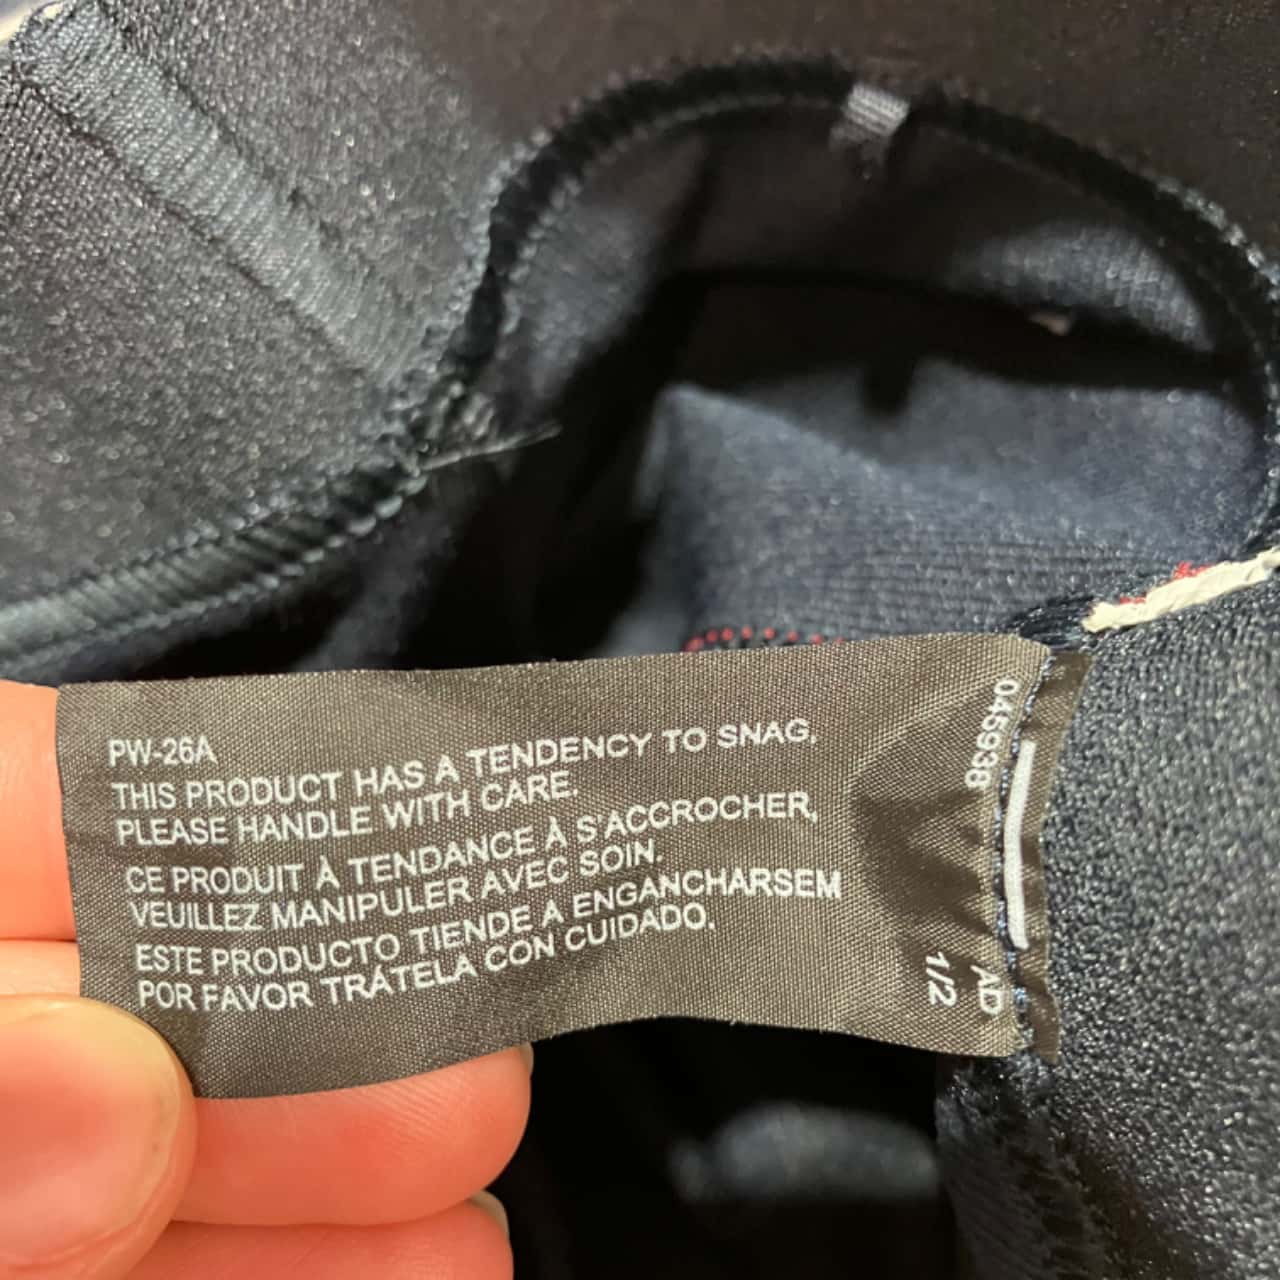 PW-26A
THIS PRODUCT HAS A TENDENCY TO SNAG.
PLEASE HANDLE WITH CARE.
CE PRODUIT À TENDANCE À S'ACCROCHER,
VEUILLEZ MANIPULER AVEC SOIN.
ESTE PRODUCTO TIENDE A ENGANCHARSEM
POR FAVOR TRÁTELA CON CUIDADO.
045938
AD
1/2